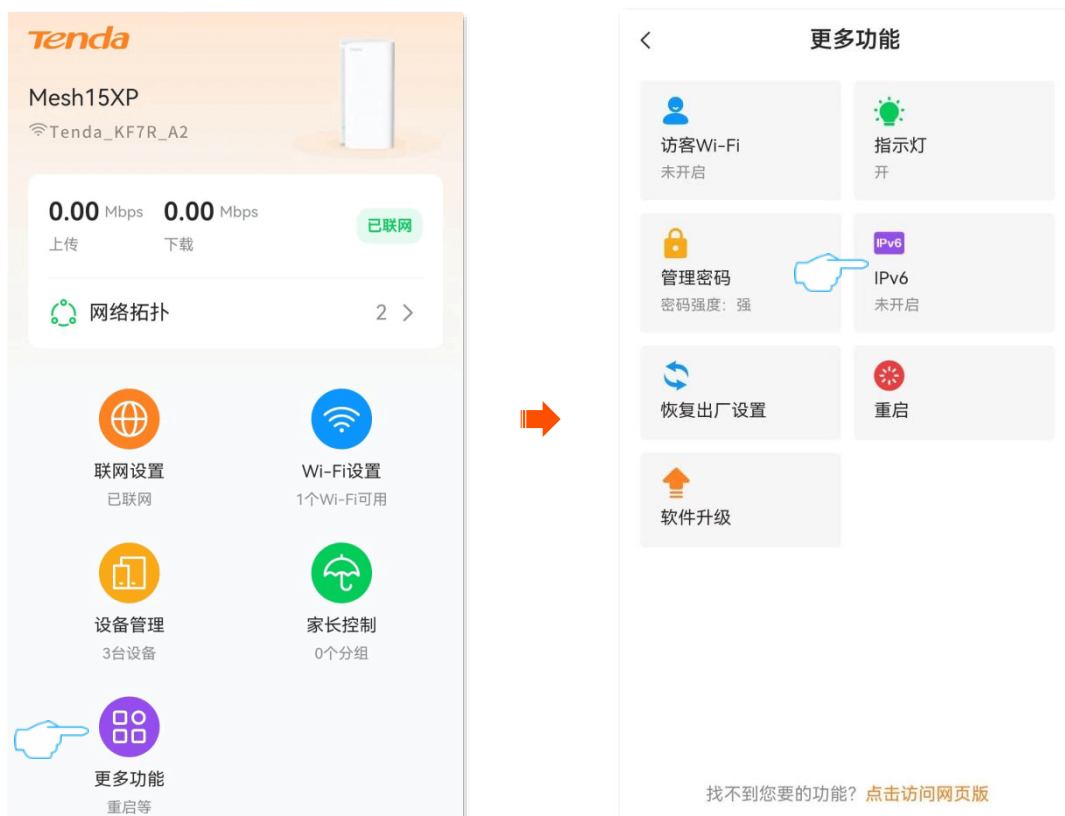 Tenda
Mesh15XP
Tenda_KF7R_A2
0.00 Mbps 0.00 Mbps 已联网
上传 下载
网络拓扑 2
联网设置 Wi-Fi设置
已联网 1个Wi-Fi可用
设备管理 家长控制
3台设备 0个分组
更多功能
重启等
更多功能
访客Wi-Fi 指示灯
未开启 开
IPv6
管理密码 IPv6
密码强度：强 未开启
恢复出厂设置 重启
软件升级
找不到您要的功能？点击访问网页版